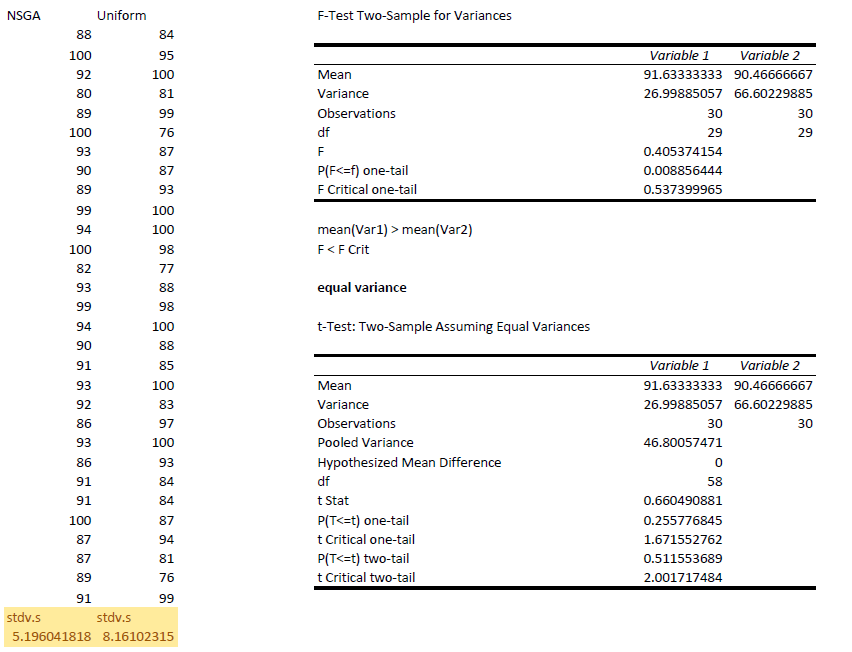 NSGA Uniform
88 84
100 95
92 100
80 81
89 99
100 76
93 87
90 87
89 93
99 100
94 100
100 98
82 77
93 88
99 98
94 100
90 88
91 85
93 100
92 83
86 97
93 100
86 93
91 84
91 84
100 87
87 94
87 81
89 76
91 99
stdv.s stdv.s
5.196041818 8.16102315
F-Test Two-Sample for Variances
Variable 1 Variable 2
Mean 91.63333333 90.46666667
Variance 26.99885057 66.60229885
Observations 30 30
df 29 29
F 0.405374154
P(F<=f) one-tail 0.008856444
F Critical one-tail 0.537399965
mean(Var1) > mean(Var2)
F < F Crit
equal variance
t-Test: Two-Sample Assuming Equal Variances
Variable 1 Variable 2
Mean 91.63333333 90.46666667
Variance 26.99885057 66.60229885
Observations 30 30
Pooled Variance 46.80057471
Hypothesized Mean Difference 0
df 58
t Stat 0.660490881
P(T<=t) one-tail 0.255776845
t Critical one-tail 1.671552762
P(T<=t) two-tail 0.511553689
t Critical two-tail 2.001717484